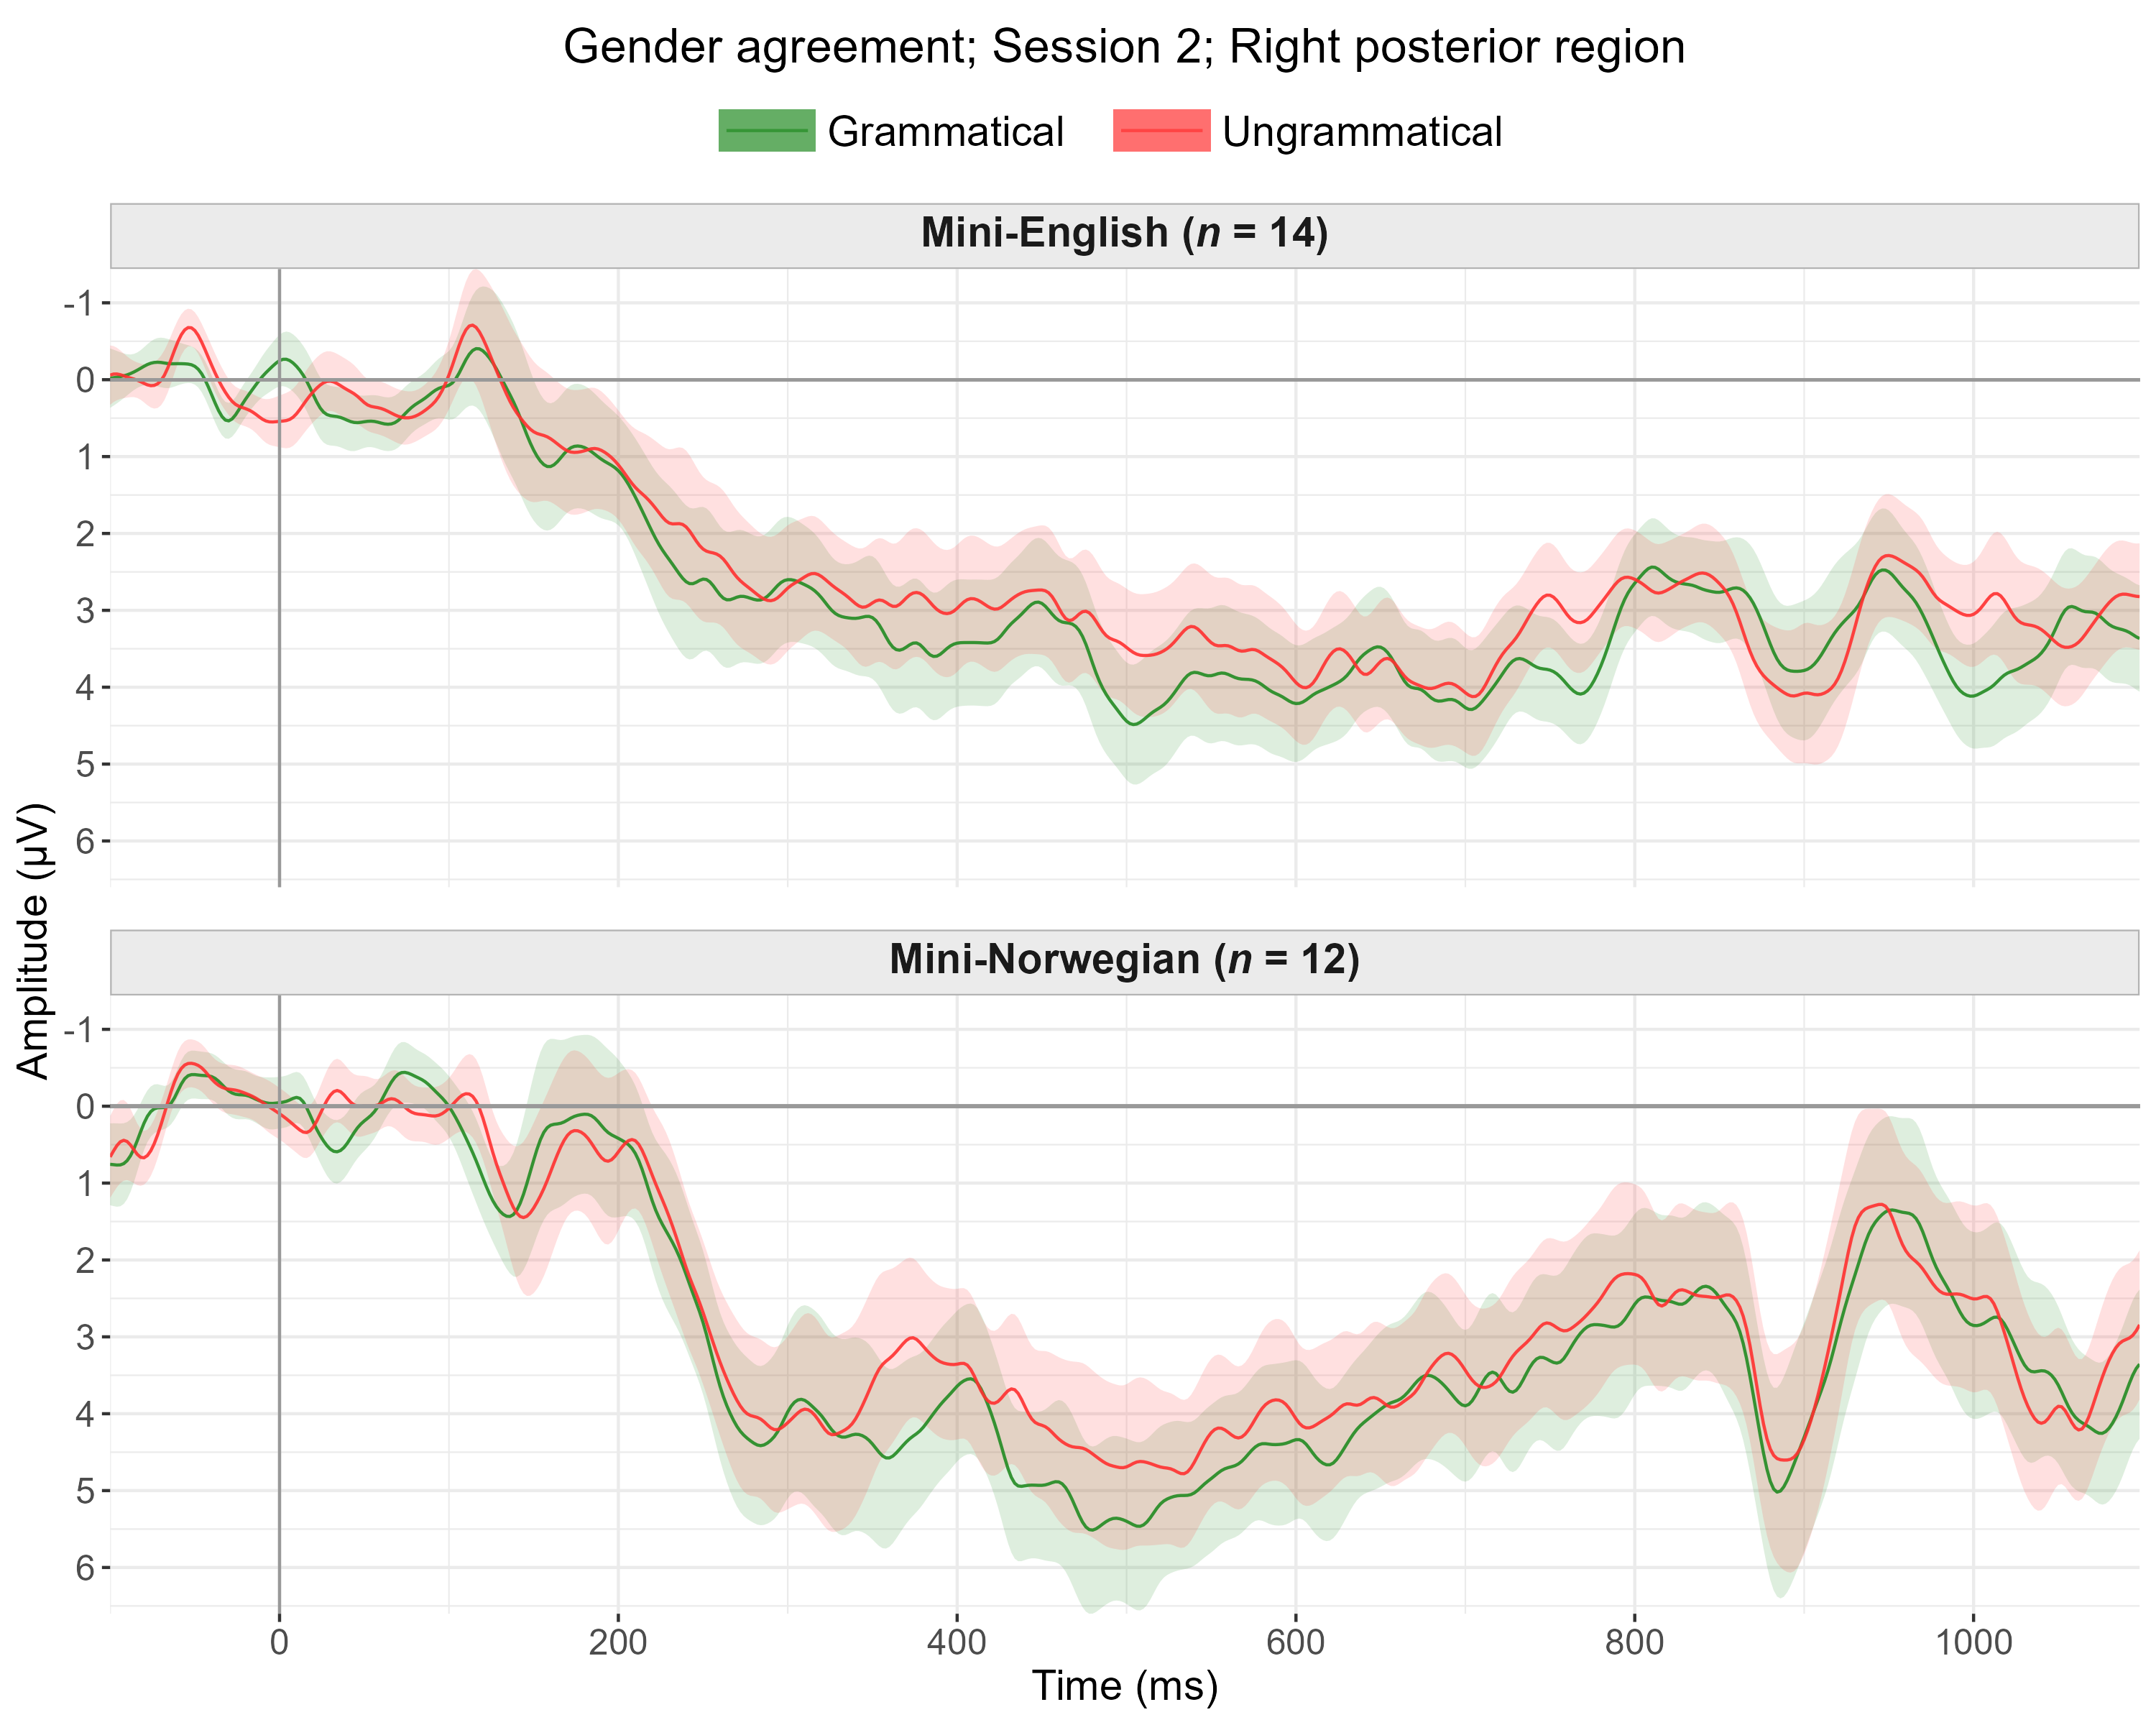 Gender agreement; Session 2; Right posterior region
Grammatical
Ungrammatical
Mini-English (n = 14)
-1
0
1
2
3
4
5
6
Amplitude (µV)
Mini-Norwegian (n = 12)
-1
0
1
2
3
4
5
6
0 200 400 600 800 1000
Time (ms)